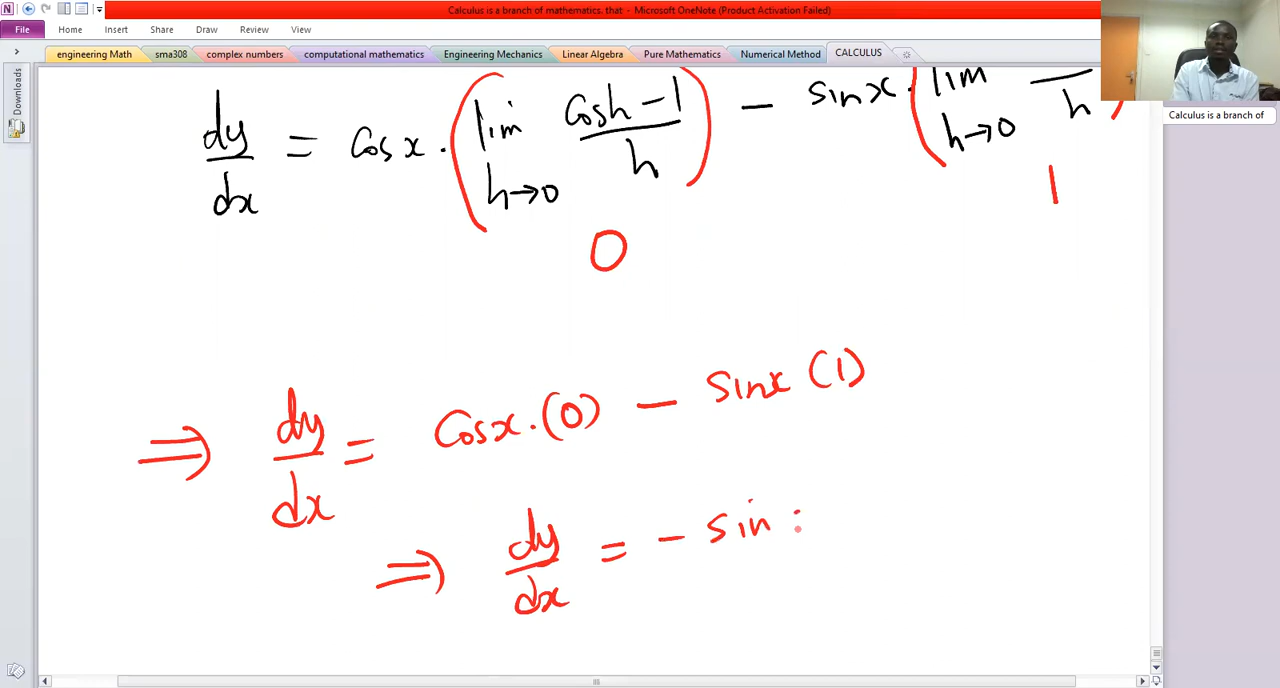 Calculus is a branch of mathematics. that - Microsoft OneNote (Product Activation Failed)
File Home Insert Share Draw Review View
engineering Math sma308 complex numbers computational mathematics Engineering Mechanics Linear Algebra Pure Mathematics Numerical Method CALCULUS
Downloads
Calculus is a branch of
dy/dx = cos x . ( lim h→0 (cosh - 1)/h ) - sin x . ( lim h→0 /h )
0
1
⇒ dy/dx = cos x . (0) - sin x (1)
⇒ dy/dx = - sin